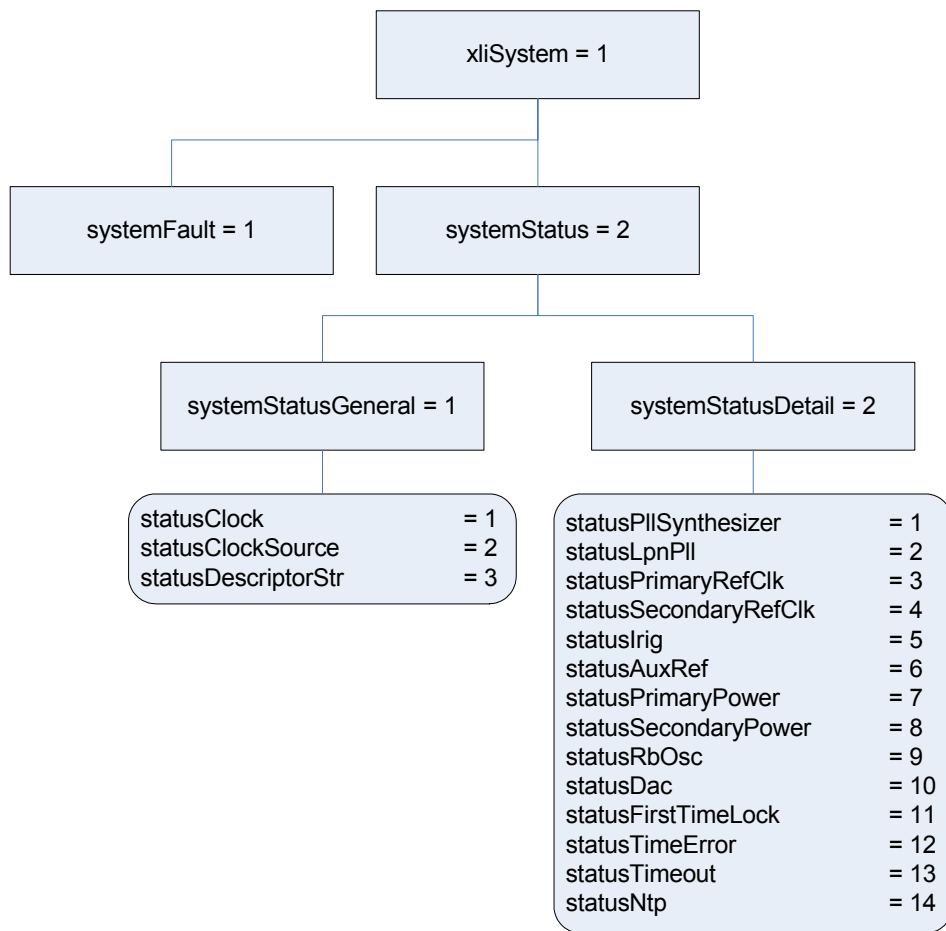 xliSystem = 1
systemFault = 1
systemStatus = 2
systemStatusGeneral = 1
systemStatusDetail = 2
statusClock = 1
statusClockSource = 2
statusDescriptorStr = 3
statusPllSynthesizer = 1
statusLpnPll = 2
statusPrimaryRefClk = 3
statusSecondaryRefClk = 4
statusIrig = 5
statusAuxRef = 6
statusPrimaryPower = 7
statusSecondaryPower = 8
statusRbOsc = 9
statusDac = 10
statusFirstTimeLock = 11
statusTimeError = 12
statusTimeout = 13
statusNtp = 14